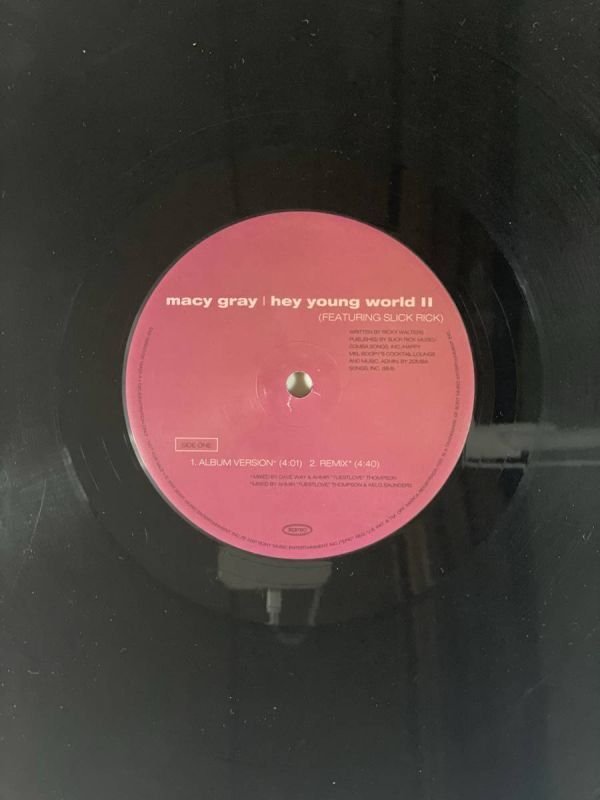 macy gray | hey young world II
(FEATURING SLICK RICK)
WRITTEN BY RICKY WALTERS
PUBLISHED BY SLICK RICK MUSIC/
ZOMBA SONGS, INC./HAPPY
MEL BOOPY'S COCKTAIL LOUNGE
AND MUSIC, ADMIN. BY ZOMBA
SONGS, INC. (BMI)
SIDE ONE
1. ALBUM VERSION* (4:01) 2. REMIX+ (4:40)
*MIXED BY DAVE WAY & AHMIR "?UESTLOVE" THOMPSON
+MIXED BY AHMIR "?UESTLOVE" THOMPSON & KELO SAUNDERS
epic